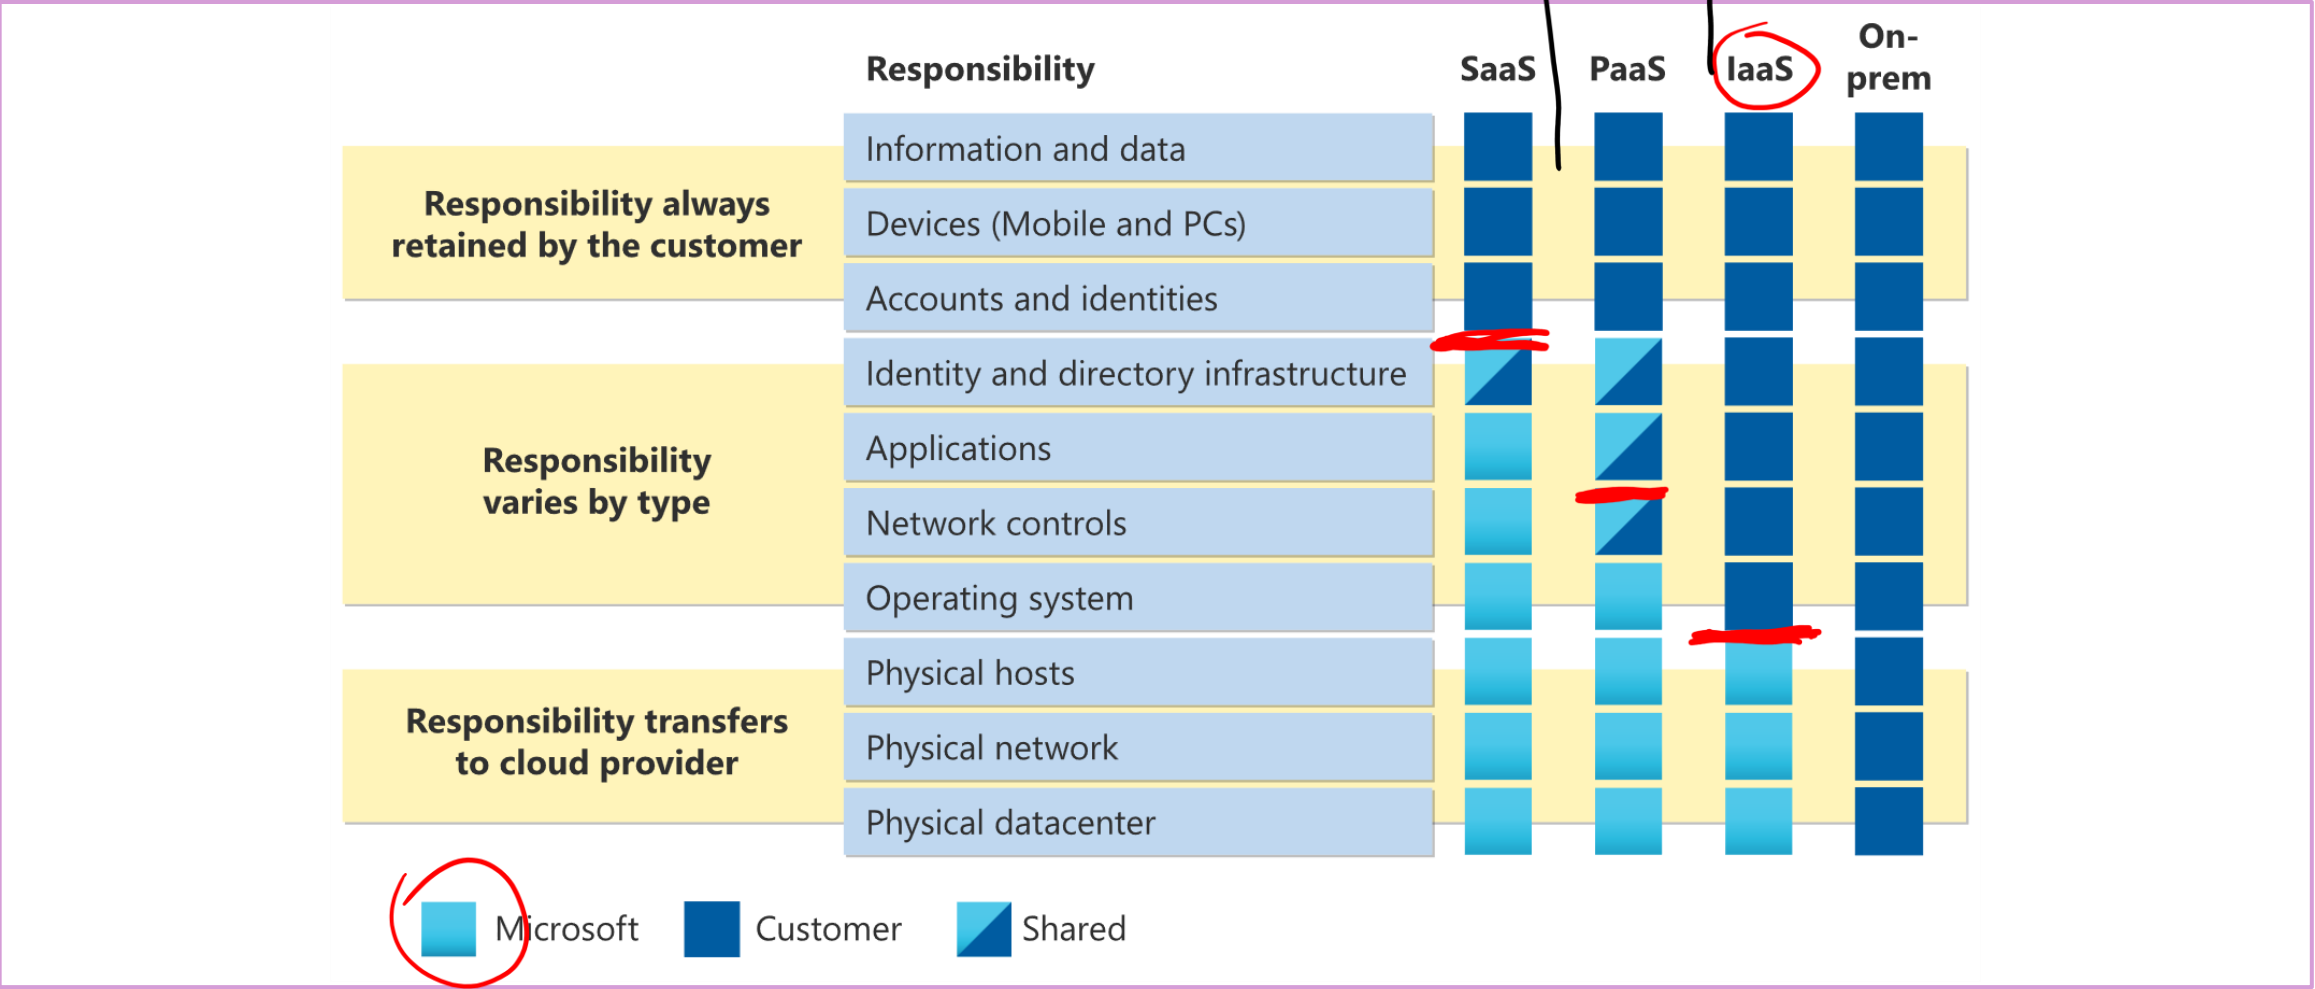 Responsibility SaaS PaaS IaaS On-
prem
Responsibility always
retained by the customer
Information and data
Devices (Mobile and PCs)
Accounts and identities
Responsibility
varies by type
Identity and directory infrastructure
Applications
Network controls
Operating system
Responsibility transfers
to cloud provider
Physical hosts
Physical network
Physical datacenter
Microsoft Customer Shared